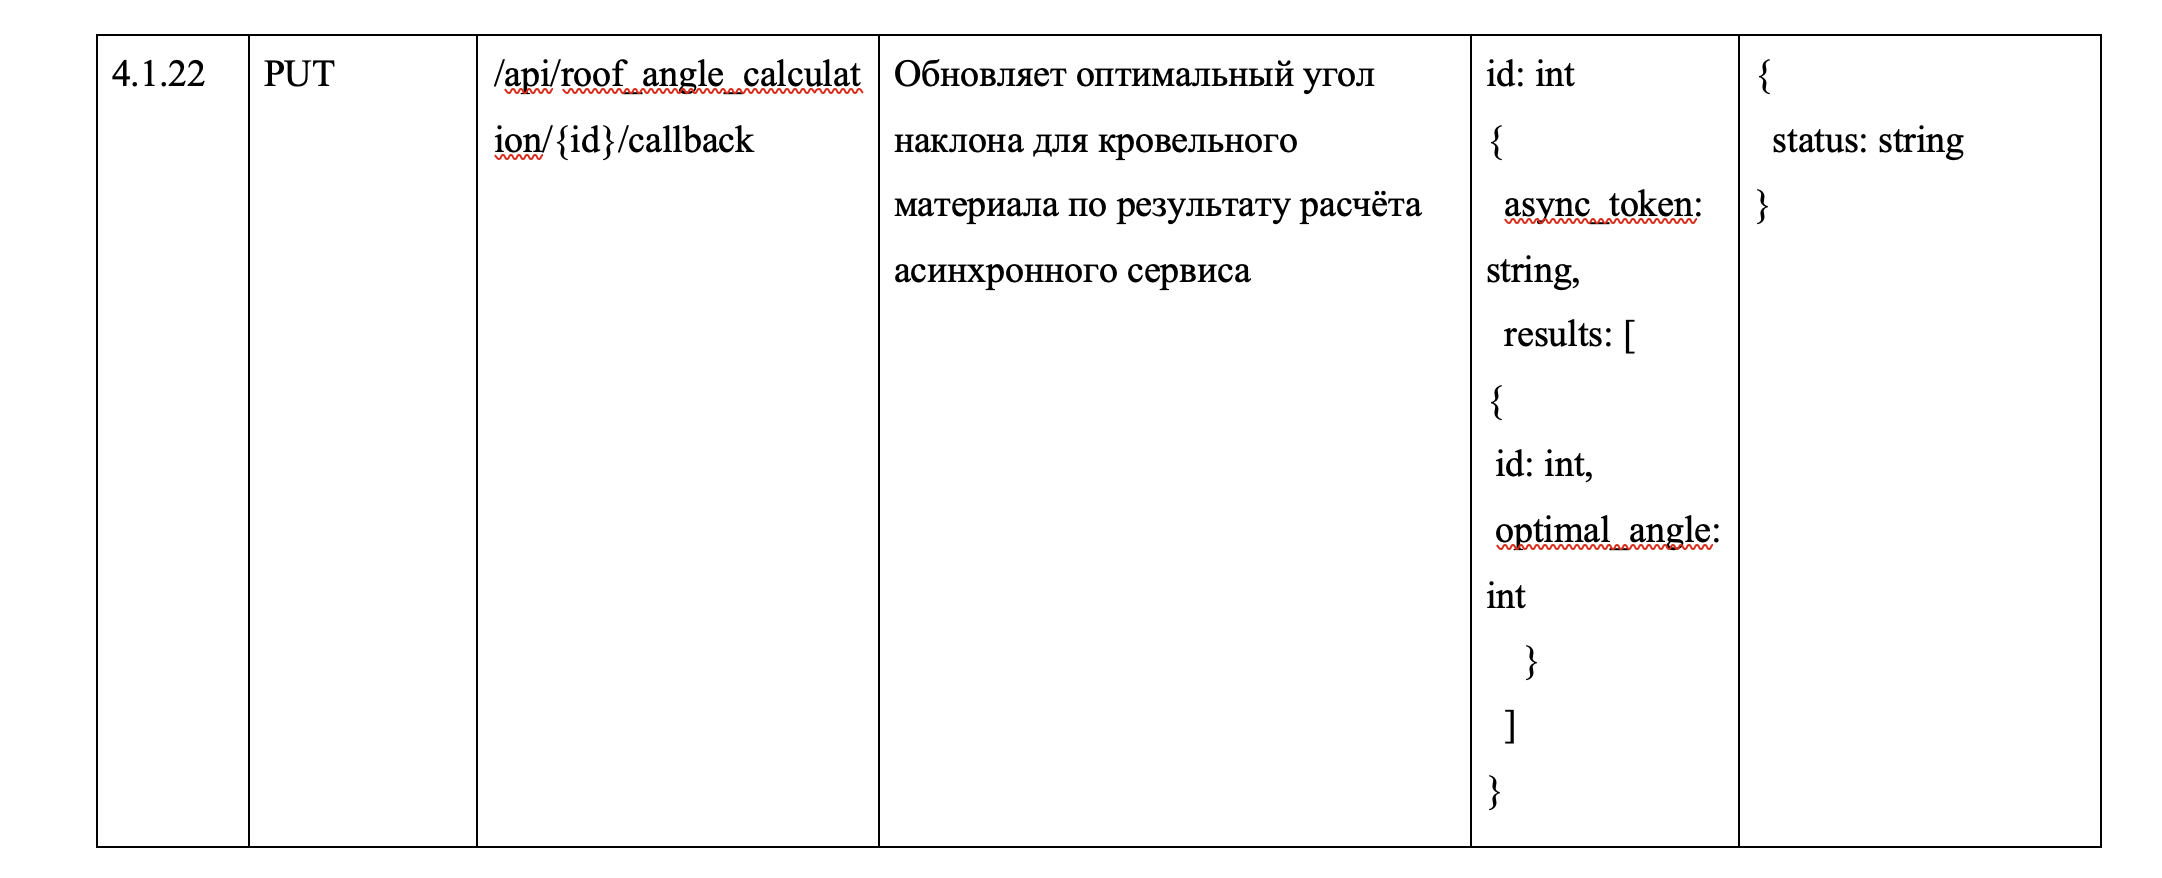 4.1.22
PUT
/api/roof_angle_calculat
ion/{id}/callback
Обновляет оптимальный угол
наклона для кровельного
материала по результату расчёта
асинхронного сервиса
id: int
{
async_token:
string,
results: [
{
id: int,
optimal_angle:
int
}
]
}
{
status: string
}